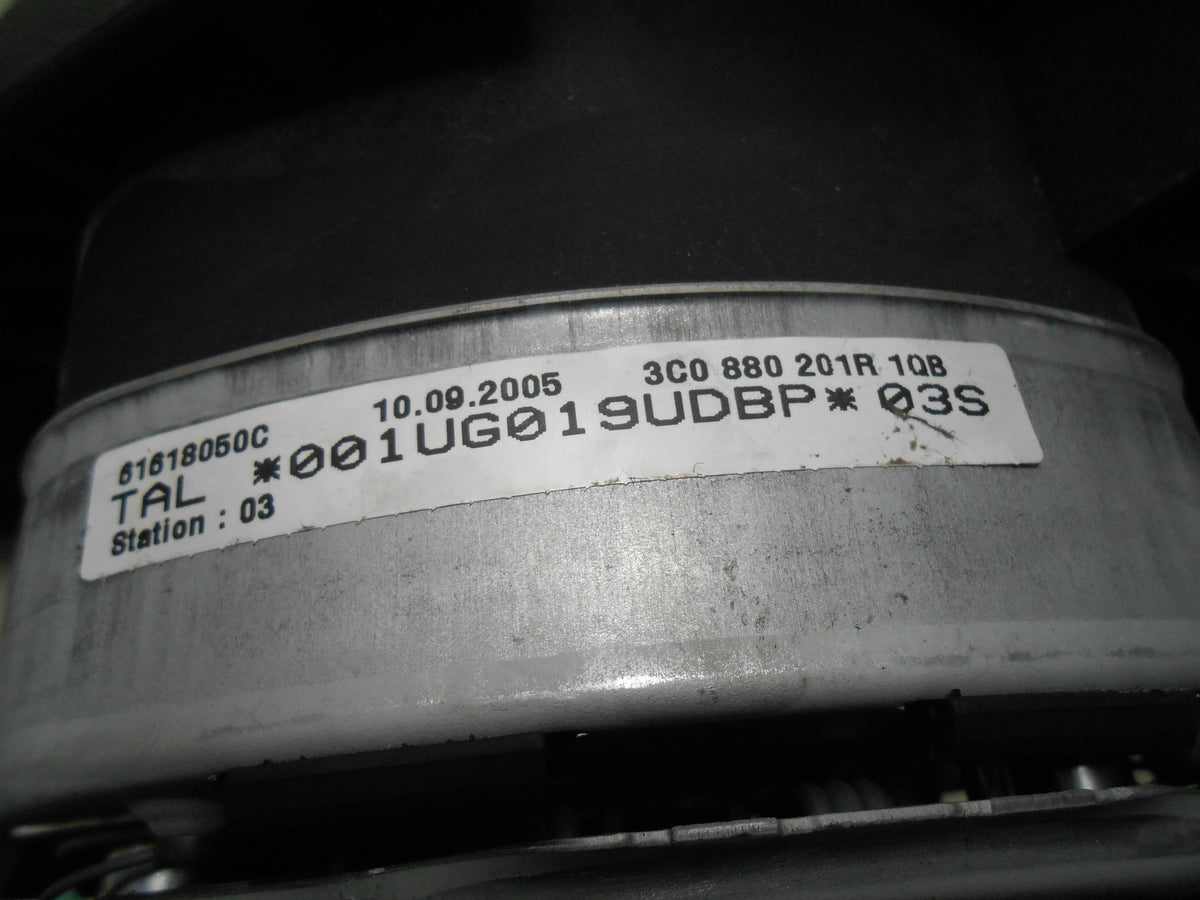 61618050C 10.09.2005 3C0 880 201R 1QB
TAL *001UG019UDBP* 03S
Station : 03